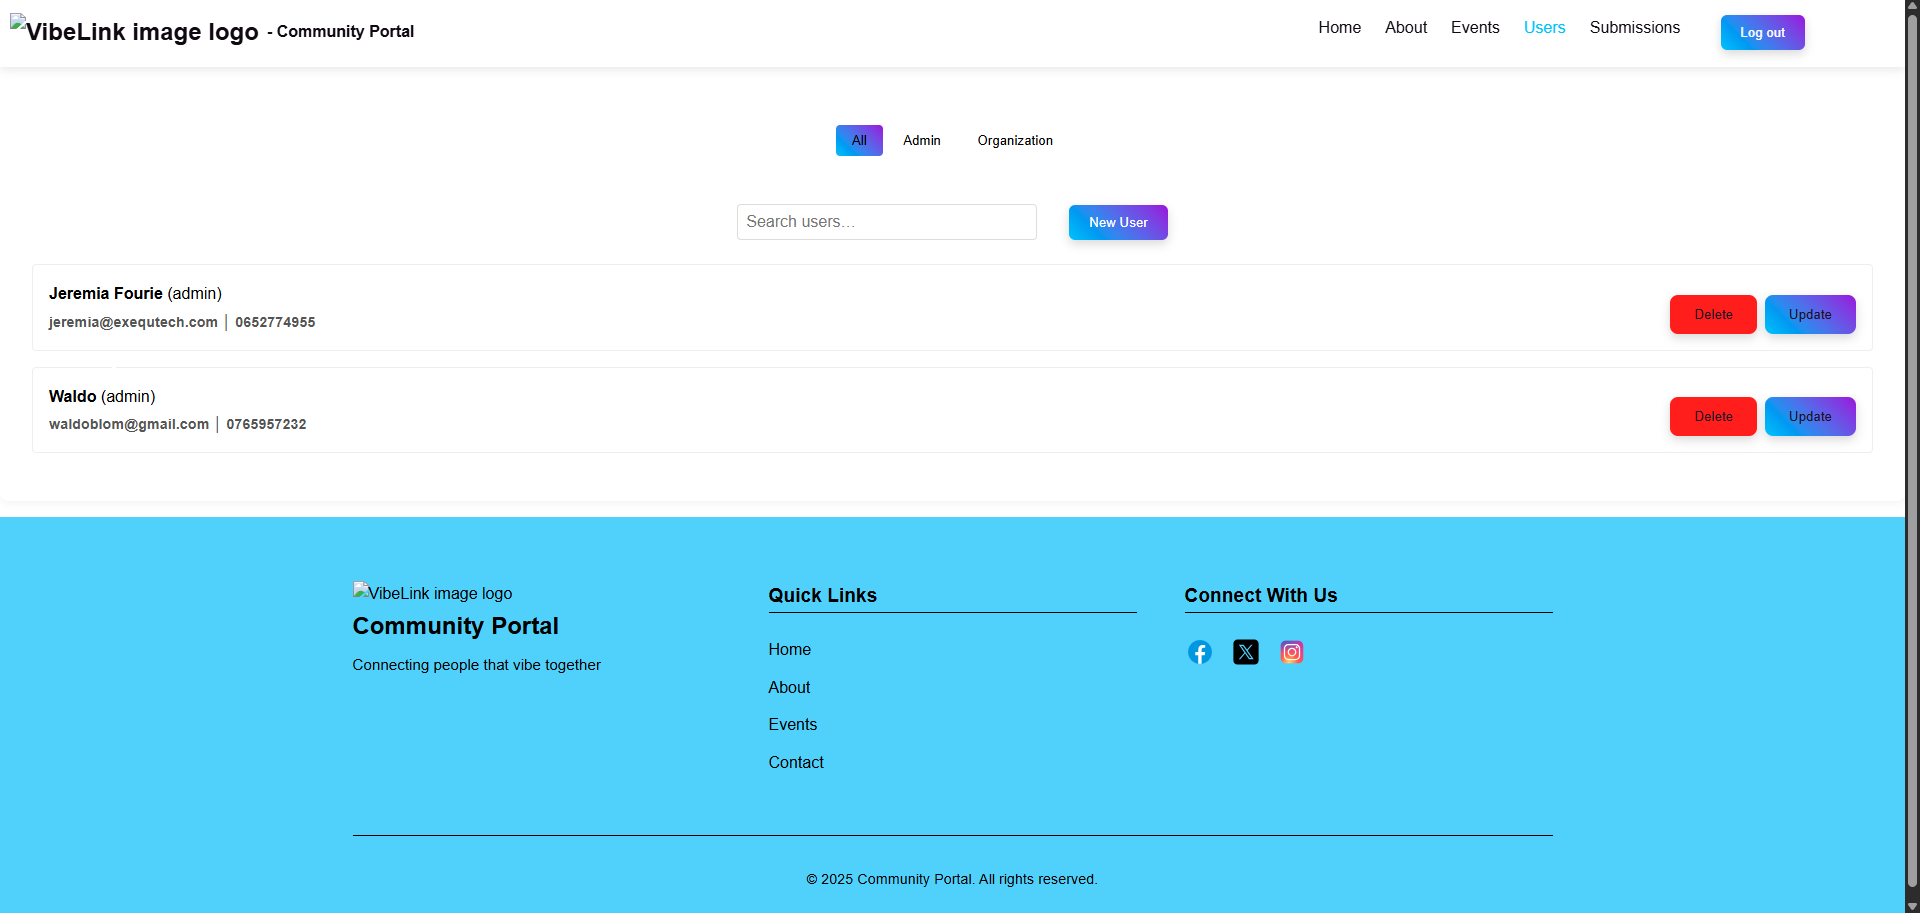 VibeLink image logo - Community Portal
Home About Events Users Submissions Log out
All Admin Organization
Search users... New User
Jeremia Fourie (admin)
jeremia@exequtech.com | 0652774955
Delete Update
Waldo (admin)
waldoblom@gmail.com | 0765957232
Delete Update
VibeLink image logo
Community Portal
Connecting people that vibe together
Quick Links
Home
About
Events
Contact
Connect With Us
© 2025 Community Portal. All rights reserved.